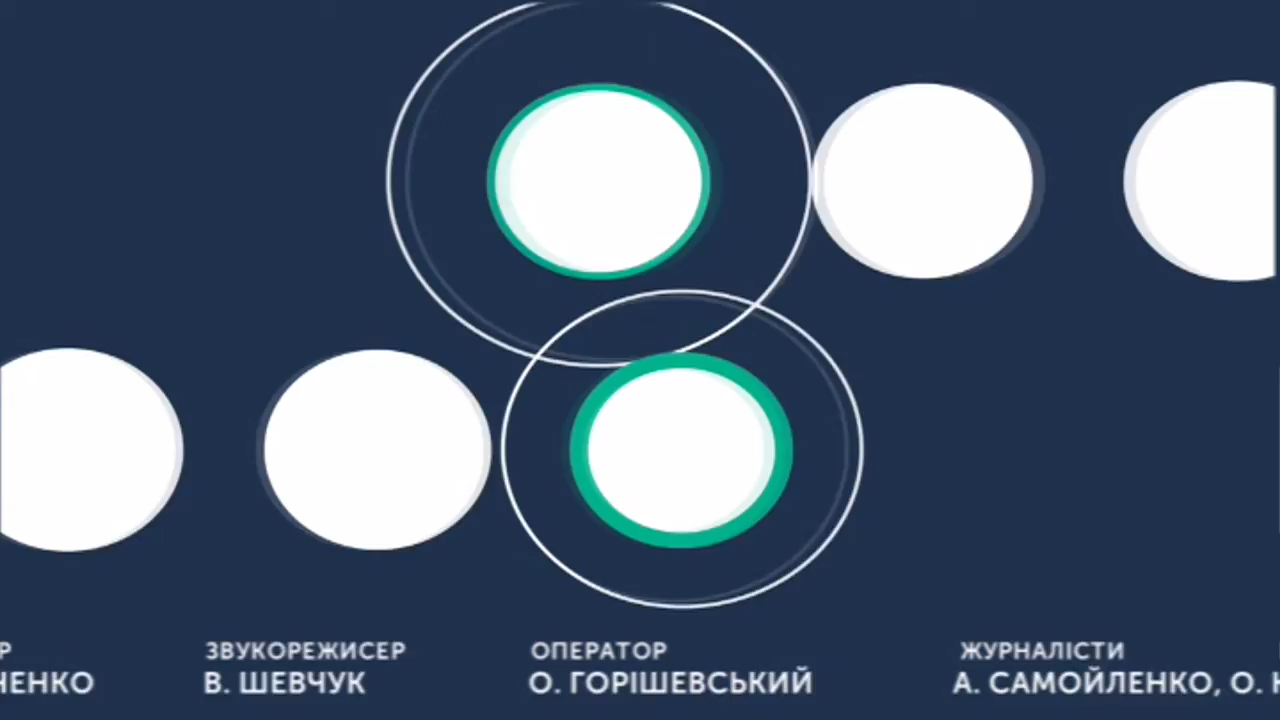 ЗВУКОРЕЖИСЕР
В. ШЕВЧУК
ОПЕРАТОР
О. ГОРІШЕВСЬКИЙ
ЖУРНАЛІСТИ
А. САМОЙЛЕНКО, О.